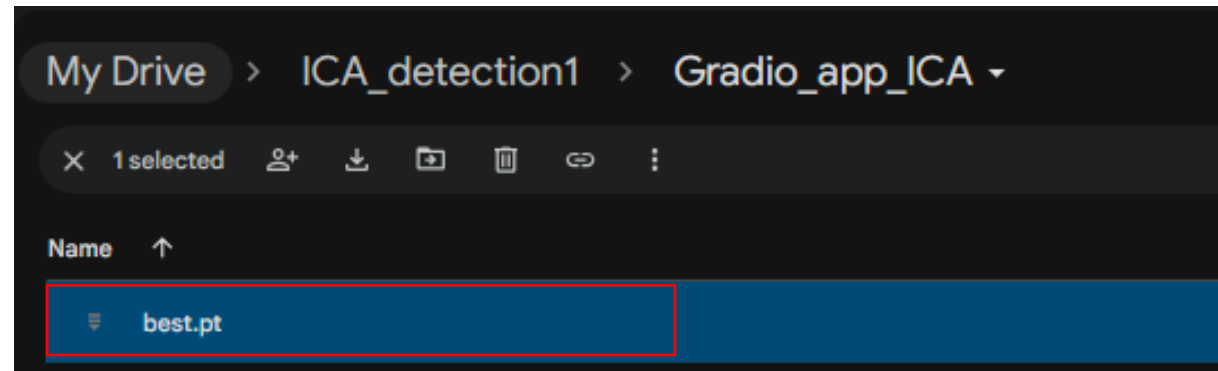 My Drive > ICA_detection1 > Gradio_app_ICA
1 selected
Name
best.pt